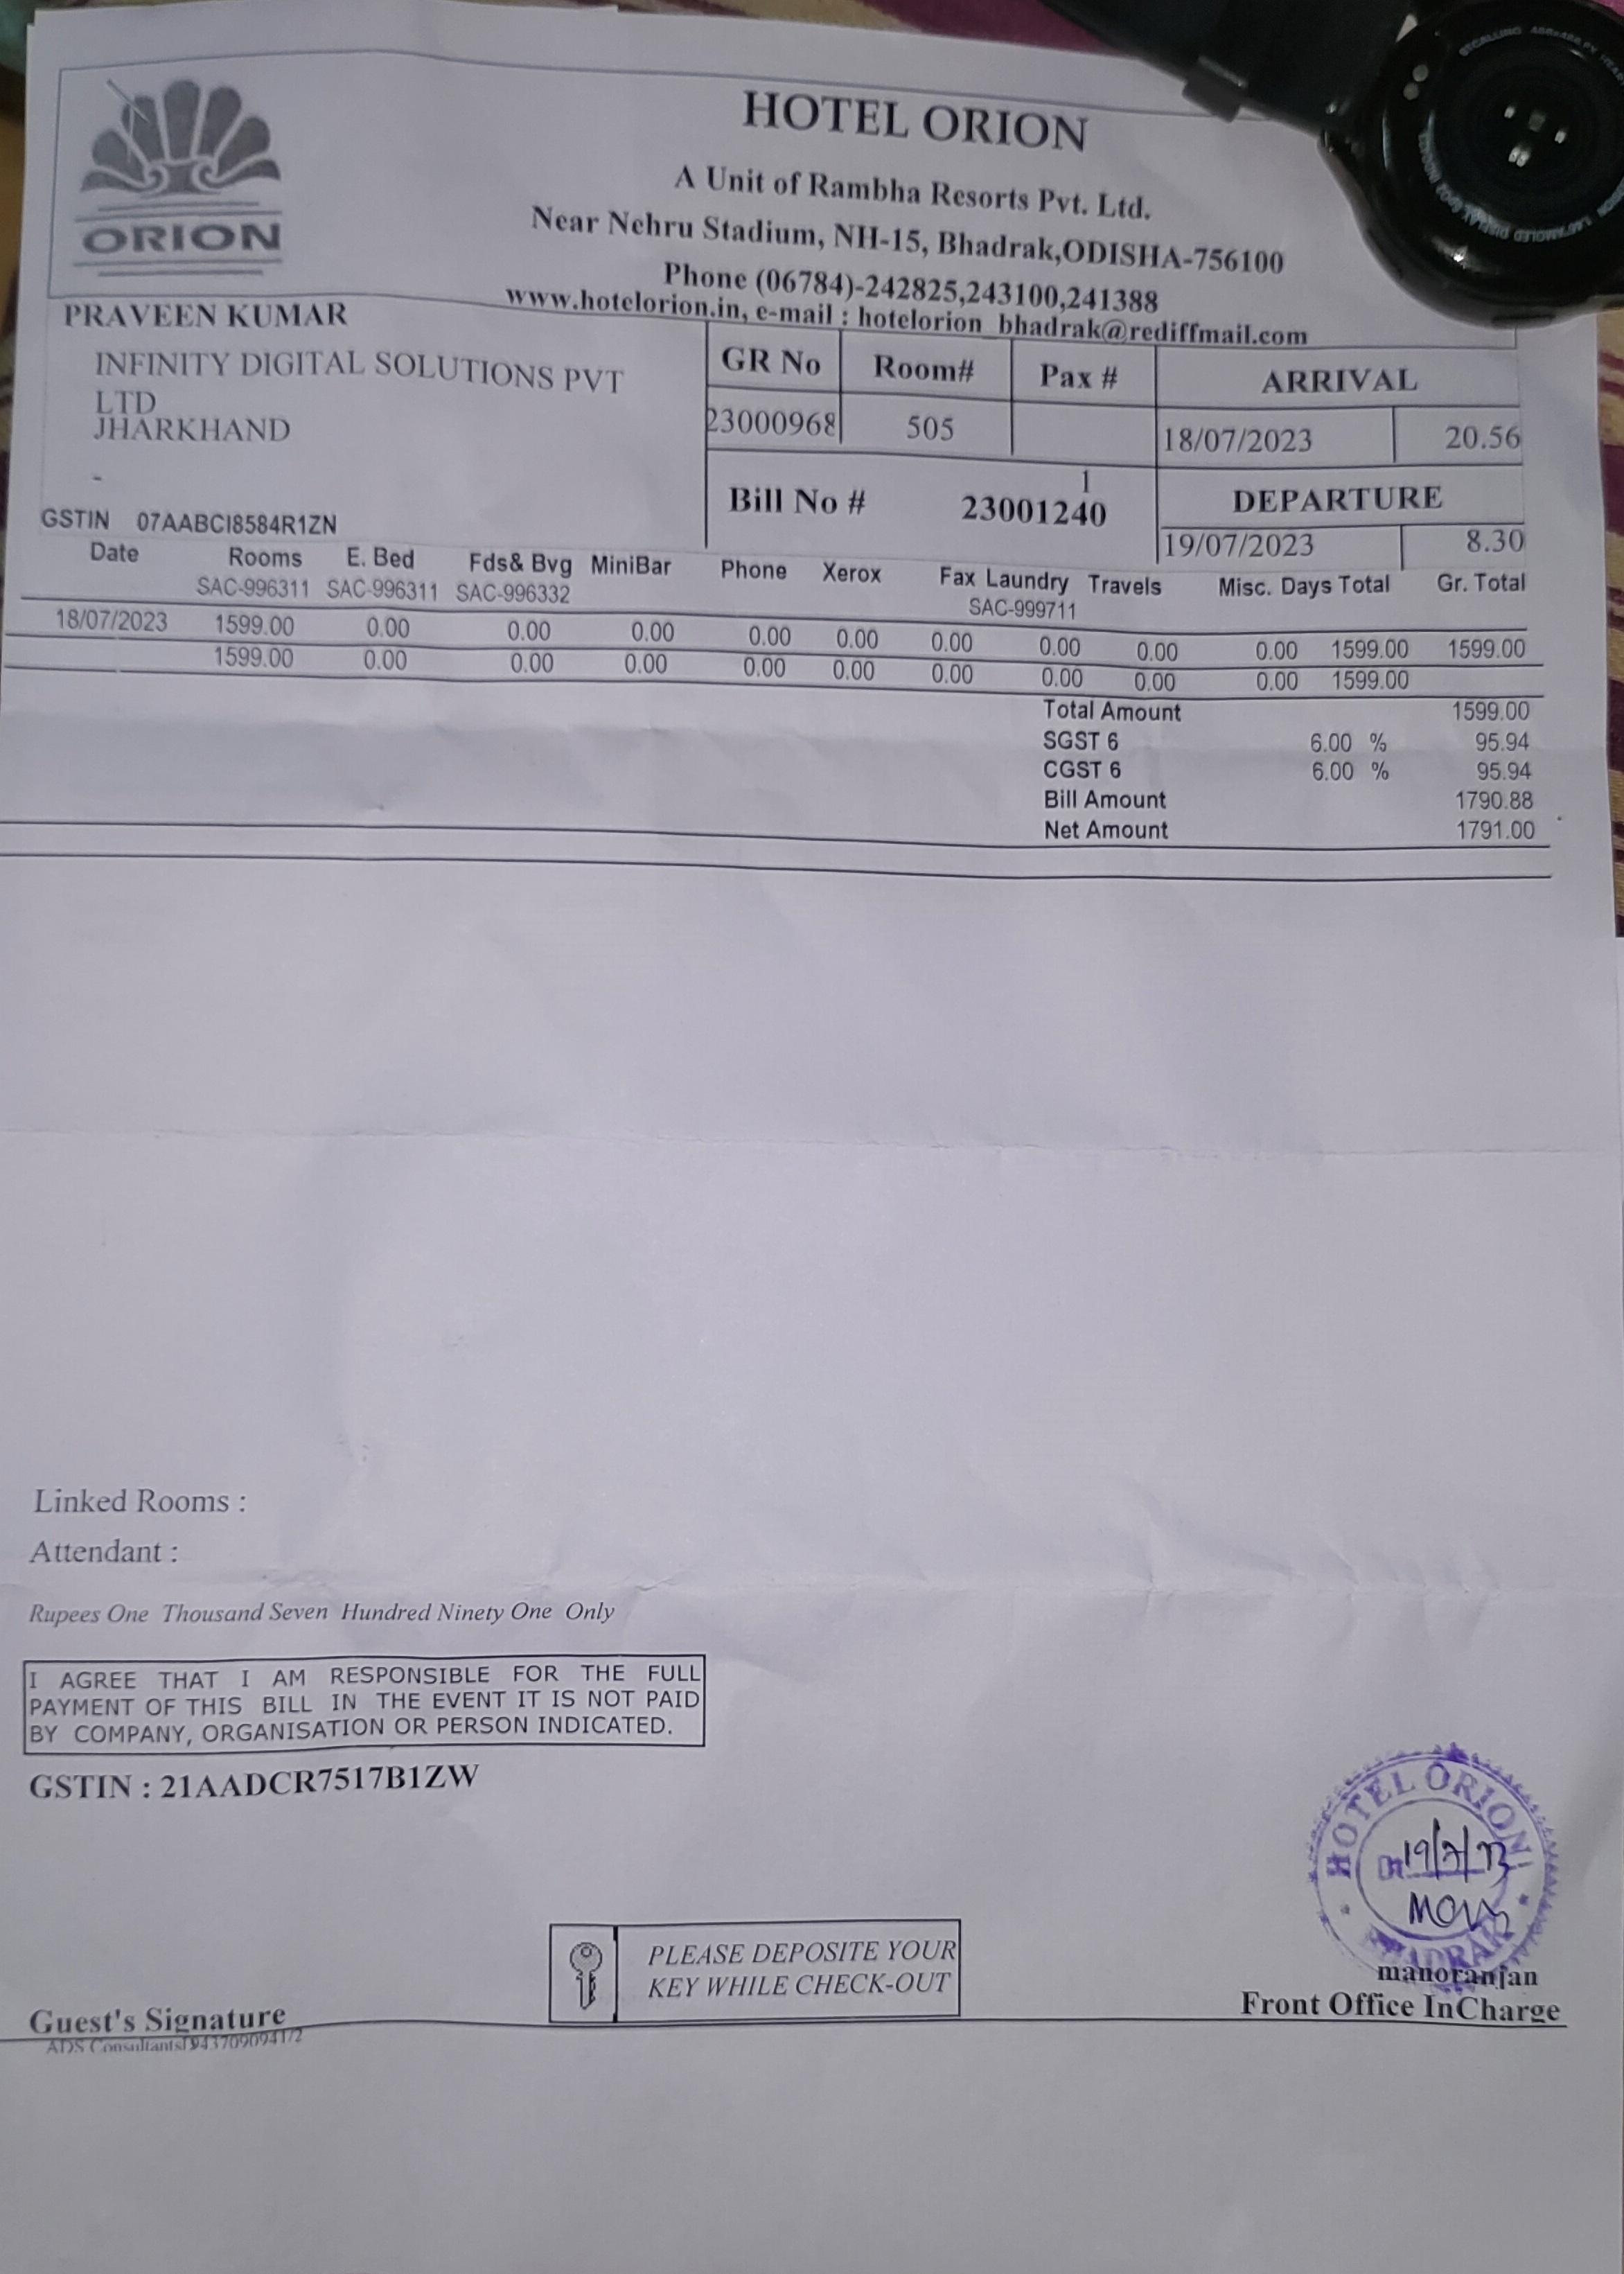 HOTEL ORION
A Unit of Rambha Resorts Pvt. Ltd.
Near Nehru Stadium, NH-15, Bhadrak,ODISHA-756100
Phone (06784)-242825,243100,241388
www.hotelorion.in, e-mail : hotelorion_bhadrak@rediffmail.com
ORION
PRAVEEN KUMAR
INFINITY DIGITAL SOLUTIONS PVT
LTD
JHARKHAND
-
GSTIN 07AABCI8584R1ZN
GR No Room# Pax # ARRIVAL
23000968 505 18/07/2023 20.56
1
Bill No # 23001240 DEPARTURE
19/07/2023 8.30
Date Rooms E. Bed Fds& Bvg MiniBar Phone Xerox Fax Laundry Travels Misc. Days Total Gr. Total
SAC-996311 SAC-996311 SAC-996332 SAC-999711
18/07/2023 1599.00 0.00 0.00 0.00 0.00 0.00 0.00 0.00 0.00 0.00 1599.00 1599.00
1599.00 0.00 0.00 0.00 0.00 0.00 0.00 0.00 0.00 0.00 1599.00
Total Amount 1599.00
SGST 6 6.00 % 95.94
CGST 6 6.00 % 95.94
Bill Amount 1790.88
Net Amount 1791.00
Linked Rooms :
Attendant :
Rupees One Thousand Seven Hundred Ninety One Only
I AGREE THAT I AM RESPONSIBLE FOR THE FULL
PAYMENT OF THIS BILL IN THE EVENT IT IS NOT PAID
BY COMPANY, ORGANISATION OR PERSON INDICATED.
GSTIN : 21AADCR7517B1ZW
HOTEL ORION
19/7/23
BHADRAK
PLEASE DEPOSITE YOUR
KEY WHILE CHECK-OUT
manoranjan
Front Office InCharge
Guest's Signature
ADS Consultants